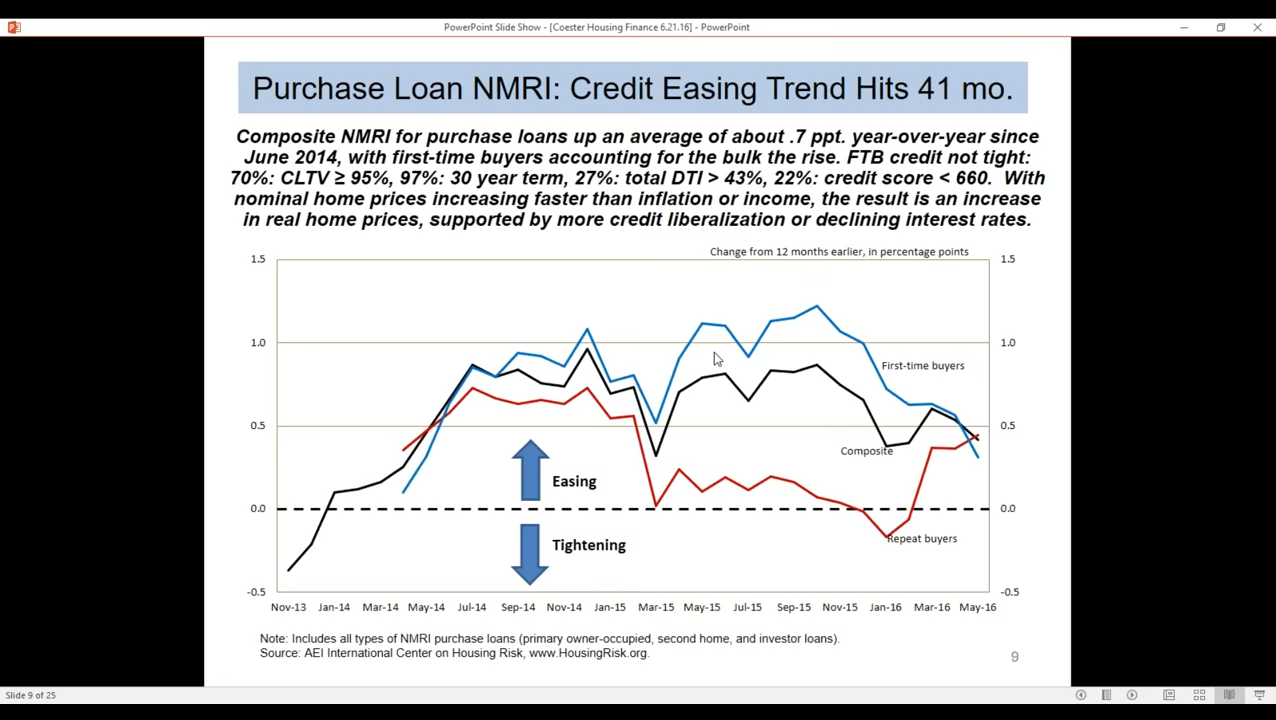 PowerPoint Slide Show - [Coester Housing Finance 6.21.16] - PowerPoint
Purchase Loan NMRI: Credit Easing Trend Hits 41 mo.
Composite NMRI for purchase loans up an average of about .7 ppt. year-over-year since
June 2014, with first-time buyers accounting for the bulk the rise. FTB credit not tight:
70%: CLTV ≥ 95%, 97%: 30 year term, 27%: total DTI > 43%, 22%: credit score < 660. With
nominal home prices increasing faster than inflation or income, the result is an increase
in real home prices, supported by more credit liberalization or declining interest rates.
Change from 12 months earlier, in percentage points
1.5 1.5
1.0 1.0
First-time buyers
0.5 0.5
Composite
Easing
0.0 0.0
Repeat buyers
Tightening
-0.5 -0.5
Nov-13 Jan-14 Mar-14 May-14 Jul-14 Sep-14 Nov-14 Jan-15 Mar-15 May-15 Jul-15 Sep-15 Nov-15 Jan-16 Mar-16 May-16
Note: Includes all types of NMRI purchase loans (primary owner-occupied, second home, and investor loans).
Source: AEI International Center on Housing Risk, www.HousingRisk.org.
9
Slide 9 of 25